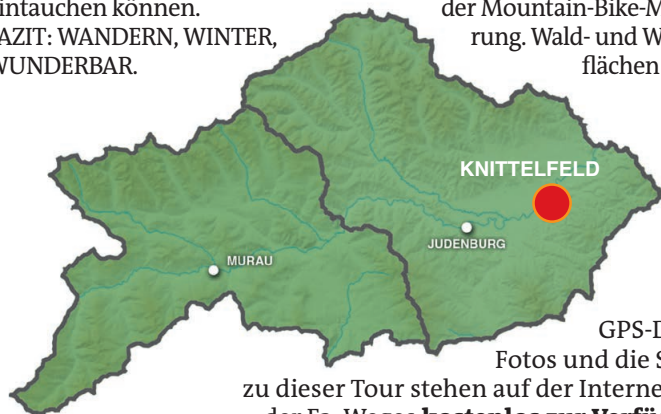 intauchen können.
AZIT: WANDERN, WINTER,
WUNDERBAR.
der Mountain-Bike-M
rung. Wald- und W
flächen
KNITTELFELD
JUDENBURG
MURAU
GPS-D
Fotos und die S
zu dieser Tour stehen auf der Interne